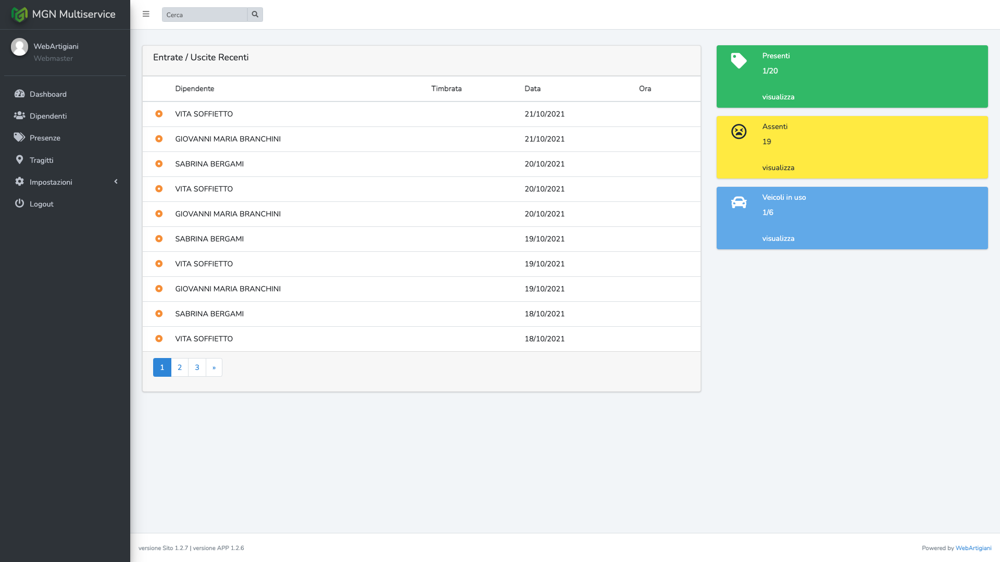 MGN Multiservice
WebArtigiani
Webmaster
Dashboard
Dipendenti
Presenze
Tragitti
Impostazioni
Logout
Cerca
Entrate / Uscite Recenti
Dipendente Timbrata Data Ora
VITA SOFFIETTO 21/10/2021
GIOVANNI MARIA BRANCHINI 21/10/2021
SABRINA BERGAMI 20/10/2021
VITA SOFFIETTO 20/10/2021
GIOVANNI MARIA BRANCHINI 20/10/2021
SABRINA BERGAMI 19/10/2021
VITA SOFFIETTO 19/10/2021
GIOVANNI MARIA BRANCHINI 19/10/2021
SABRINA BERGAMI 18/10/2021
VITA SOFFIETTO 18/10/2021
1 2 3 »
Presenti
1/20
visualizza
Assenti
19
visualizza
Veicoli in uso
1/6
visualizza
versione Sito 1.2.7 | versione APP 1.2.6
Powered by WebArtigiani